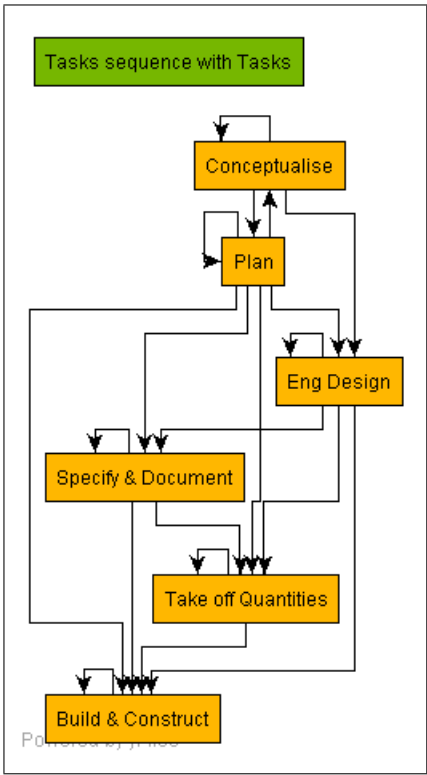 Tasks sequence with Tasks
Conceptualise
Plan
Eng Design
Specify & Document
Take off Quantities
Build & Construct